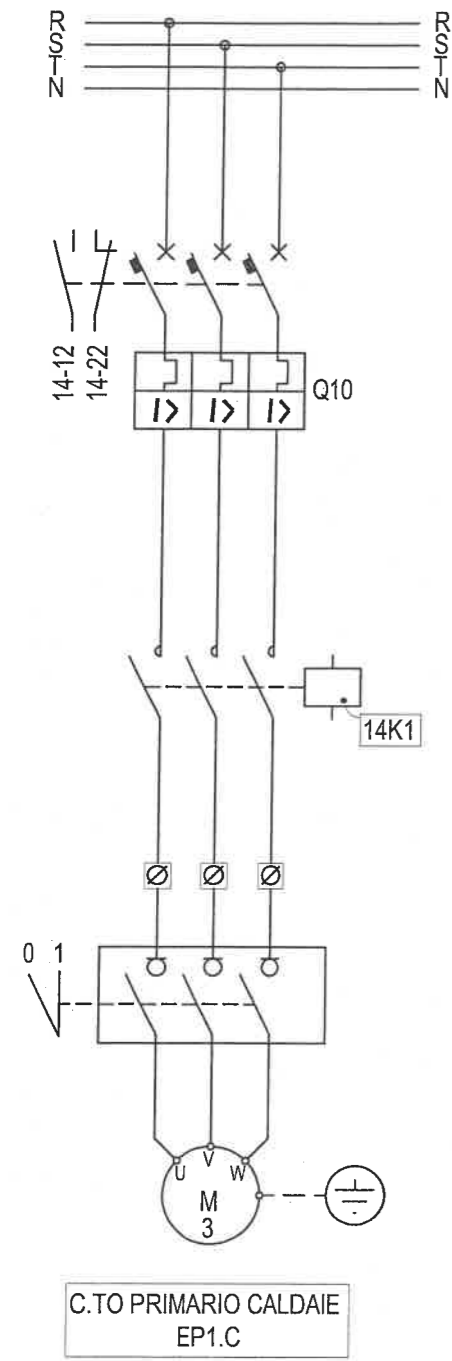 R R
S S
T T
N N
14-12
14-22
Q10
I> I> I>
14K1
0 1
U V W
M
3
C.TO PRIMARIO CALDAIE
EP1.C